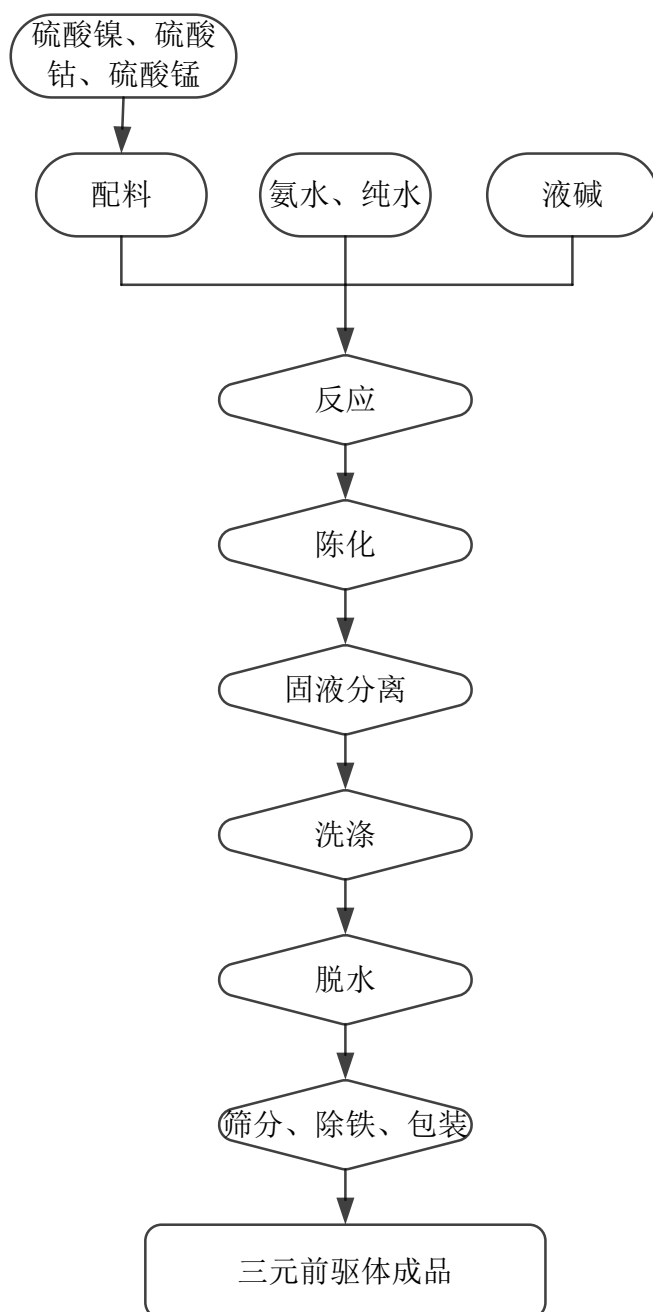 硫酸镍、硫酸
钴、硫酸锰
配料
氨水、纯水
液碱
反应
陈化
固液分离
洗涤
脱水
筛分、除铁、包装
三元前驱体成品